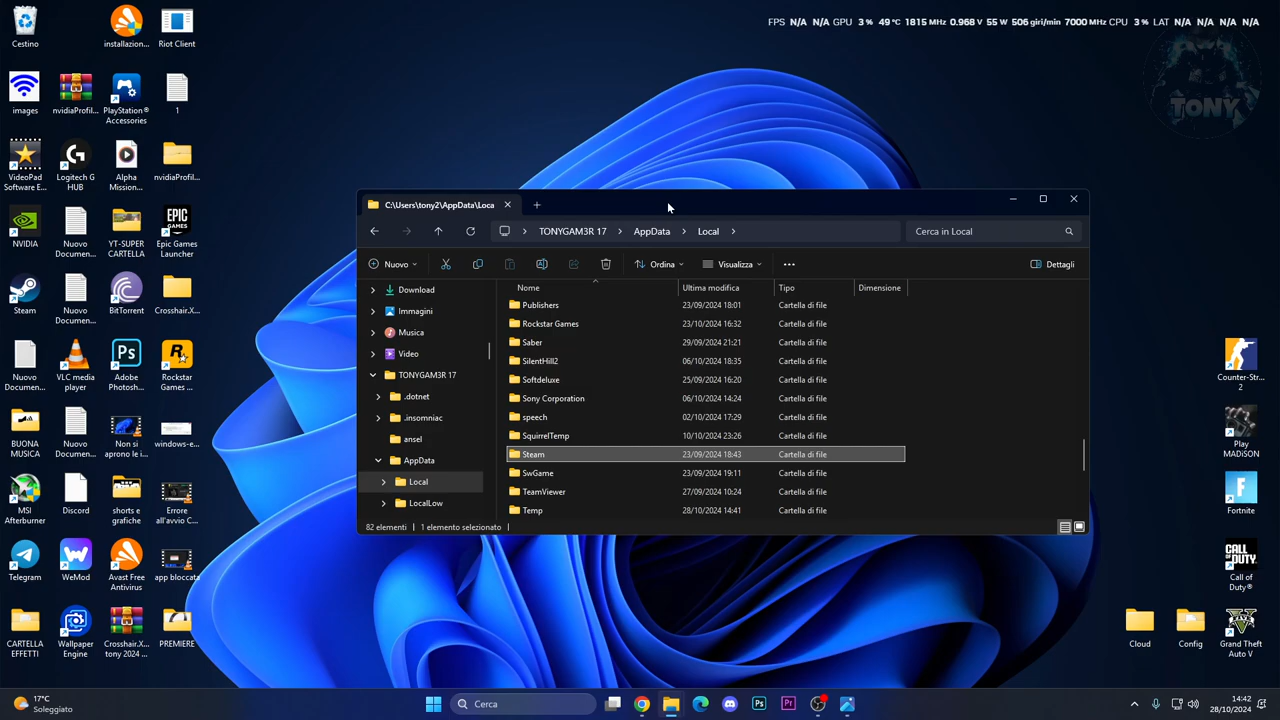 FPS N/A N/A GPU 3 % 49 °C 1815 MHz 0.968 V 55 W 506 giri/min 7000 MHz CPU 3 % LAT N/A N/A N/A N/A
TONY
Cestino
installazion...
Riot Client
images
nvidiaProfil...
PlayStation®
Accessories
1
VideoPad
Software E...
Logitech G
HUB
Alpha
Mission...
nvidiaProfil...
NVIDIA
Nuovo
Documen...
YT-SUPER
CARTELLA
Epic Games
Launcher
Steam
Nuovo
Documen...
BitTorrent
Crosshair.X...
Nuovo
Documen...
VLC media
player
Adobe
Photosh...
Rockstar
Games ...
BUONA
MUSICA
Nuovo
Documen...
Non si
aprono le i...
windows-e...
MSI
Afterburner
Discord
shorts e
grafiche
Errore
all'avvio C...
Telegram
WeMod
Avast Free
Antivirus
app bloccata
CARTELLA
EFFETTI
Wallpaper
Engine
Crosshair.X...
tony 2024 ...
PREMIERE
C:\Users\tony2\AppData\Loca
TONYGAM3R 17 > AppData > Local >
Cerca in Local
Nuovo
Ordina
Visualizza
Dettagli
Nome Ultima modifica Tipo Dimensione
Download
Immagini
Musica
Video
TONYGAM3R 17
.dotnet
.insomniac
ansel
AppData
Local
LocalLow
Publishers 23/09/2024 18:01 Cartella di file
Rockstar Games 23/10/2024 16:32 Cartella di file
Saber 29/09/2024 21:21 Cartella di file
SilentHill2 06/10/2024 18:35 Cartella di file
Softdeluxe 25/09/2024 16:20 Cartella di file
Sony Corporation 06/10/2024 14:24 Cartella di file
speech 02/10/2024 17:29 Cartella di file
SquirrelTemp 10/10/2024 23:26 Cartella di file
Steam 23/09/2024 18:43 Cartella di file
SwGame 23/09/2024 19:11 Cartella di file
TeamViewer 27/09/2024 10:24 Cartella di file
Temp 28/10/2024 14:41 Cartella di file
82 elementi 1 elemento selezionato
Counter-Str...
2
Play
MADiSON
Fortnite
Call of
Duty®
Cloud
Config
Grand Theft
Auto V
17°C
Soleggiato
Cerca
14:42
28/10/2024